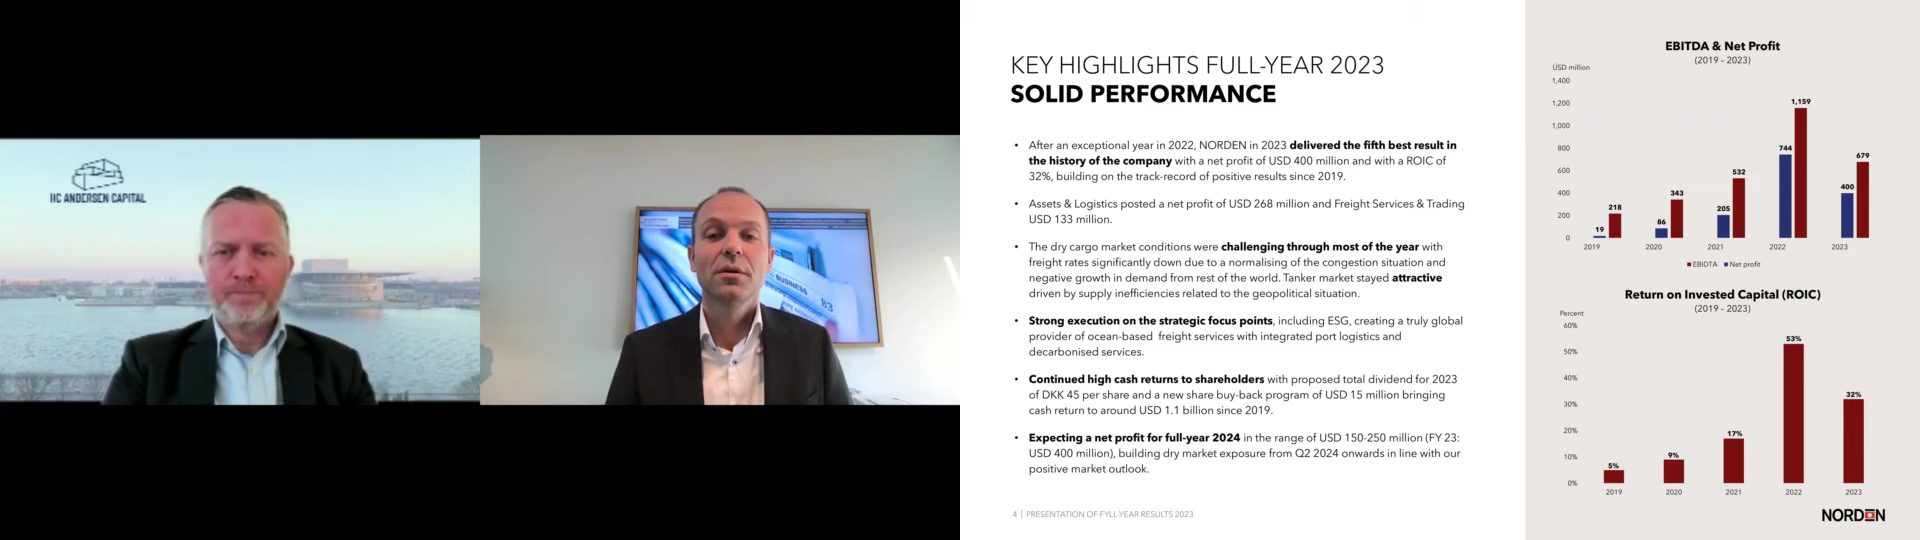 HC ANDERSEN CAPITAL
BUSINESS
B3
KEY HIGHLIGHTS FULL-YEAR 2023
SOLID PERFORMANCE
• After an exceptional year in 2022, NORDEN in 2023 delivered the fifth best result in
the history of the company with a net profit of USD 400 million and with a ROIC of
32%, building on the track-record of positive results since 2019.
• Assets & Logistics posted a net profit of USD 268 million and Freight Services & Trading
USD 133 million.
• The dry cargo market conditions were challenging through most of the year with
freight rates significantly down due to a normalising of the congestion situation and
negative growth in demand from rest of the world. Tanker market stayed attractive
driven by supply inefficiencies related to the geopolitical situation.
• Strong execution on the strategic focus points, including ESG, creating a truly global
provider of ocean-based freight services with integrated port logistics and
decarbonised services.
• Continued high cash returns to shareholders with proposed total dividend for 2023
of DKK 45 per share and a new share buy-back program of USD 15 million bringing
cash return to around USD 1.1 billion since 2019.
• Expecting a net profit for full-year 2024 in the range of USD 150-250 million (FY 23:
USD 400 million), building dry market exposure from Q2 2024 onwards in line with our
positive market outlook.
4 | PRESENTATION OF FYLL-YEAR RESULTS 2023
EBITDA & Net Profit
(2019 - 2023)
USD million
1,400
1,200
1,000
800
600
400
200
0
19
218
86
343
205
532
744
1,159
400
679
2019
2020
2021
2022
2023
EBIDTA
Net profit
Return on Invested Capital (ROIC)
(2019 - 2023)
Percent
60%
50%
40%
30%
20%
10%
0%
5%
9%
17%
53%
32%
2019
2020
2021
2022
2023
NORDEN